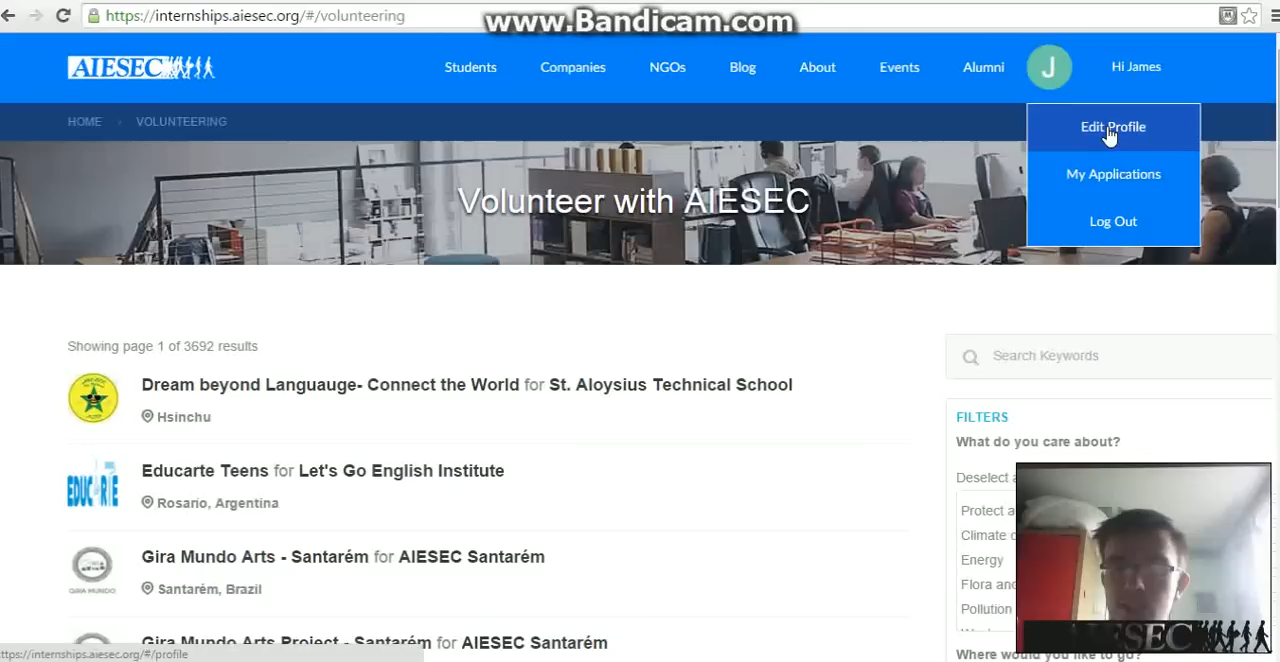 https://internships.aiesec.org/#/volunteering
www.Bandicam.com
AIESEC
Students Companies NGOs Blog About Events Alumni J Hi James
HOME VOLUNTEERING
Edit Profile
My Applications
Log Out
Volunteer with AIESEC
Showing page 1 of 3692 results
Search Keywords
Dream beyond Languauge- Connect the World for St. Aloysius Technical School
Hsinchu
Educarte Teens for Let's Go English Institute
Rosario, Argentina
EDUCARTE
Gira Mundo Arts - Santarém for AIESEC Santarém
Santarém, Brazil
GIRA MUNDO
Gira Mundo Arts Project - Santarém for AIESEC Santarém
FILTERS
What do you care about?
Deselect a
Protect a
Climate c
Energy
Flora and
Pollution
Where would you like to go?
AIESEC
https://internships.aiesec.org/#/profile